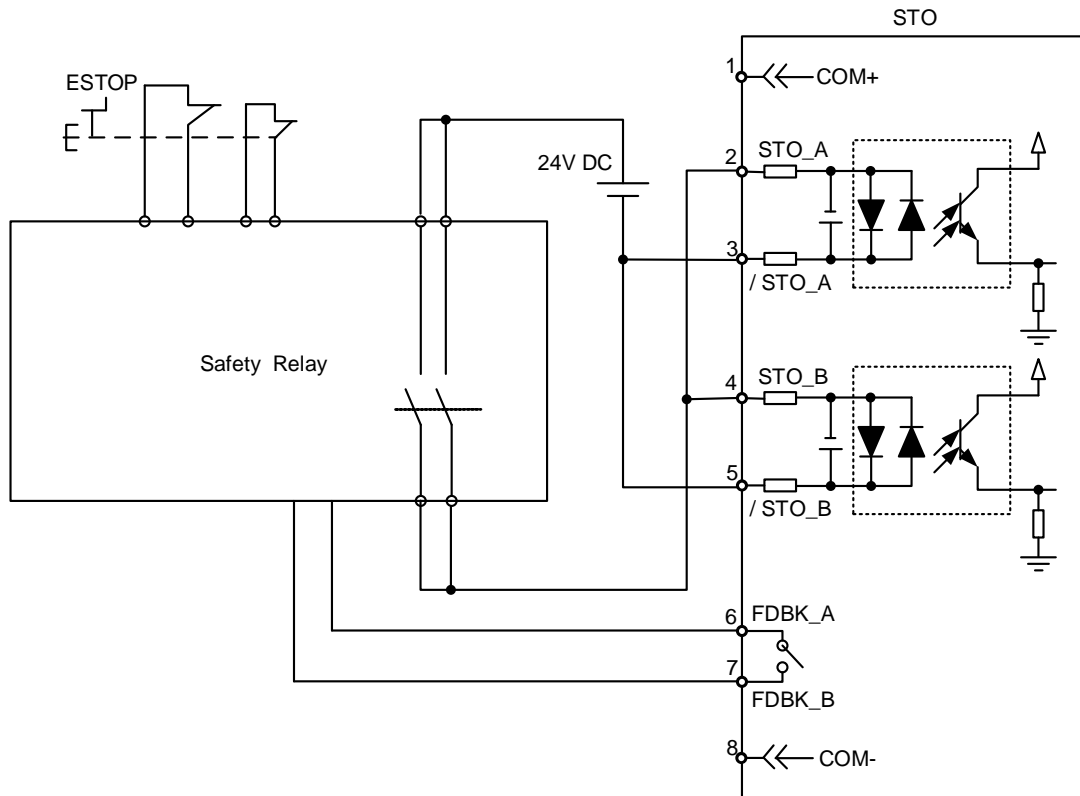 STO
ESTOP
1
COM+
24V DC
2
STO_A
3
/ STO_A
Safety Relay
4
STO_B
5
/ STO_B
6
FDBK_A
7
FDBK_B
8
COM-